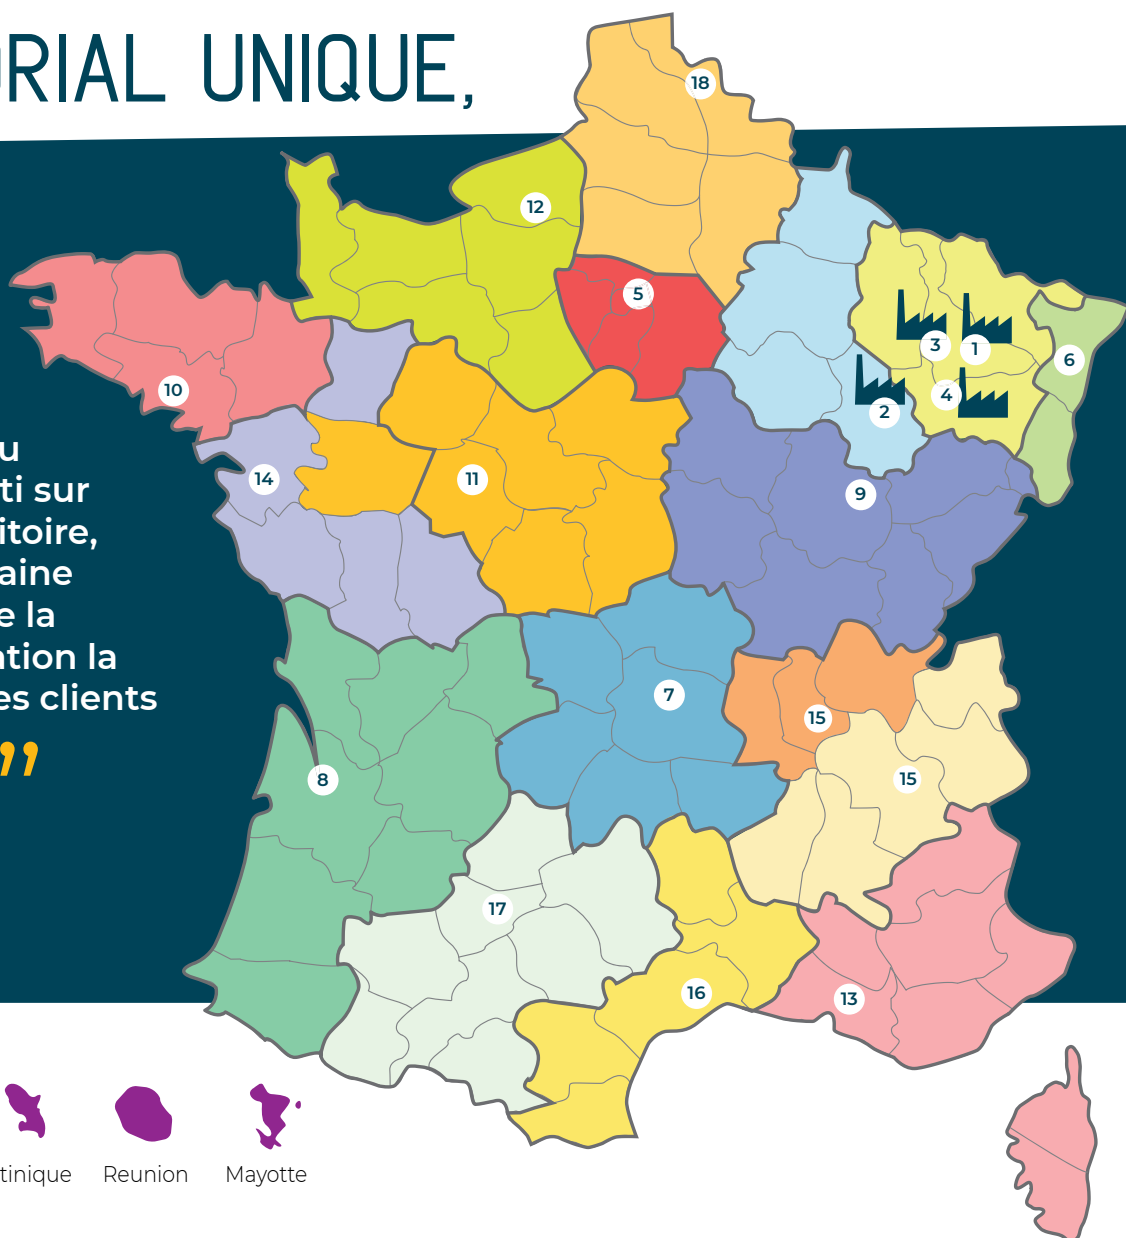 ORIAL UNIQUE,
18
12
5
3
1
6
10
4
2
u
ti sur
14
11
9
itoire,
aine
e la
tion la
es clients
”
7
15
8
15
17
16
13
tinique
Reunion
Mayotte